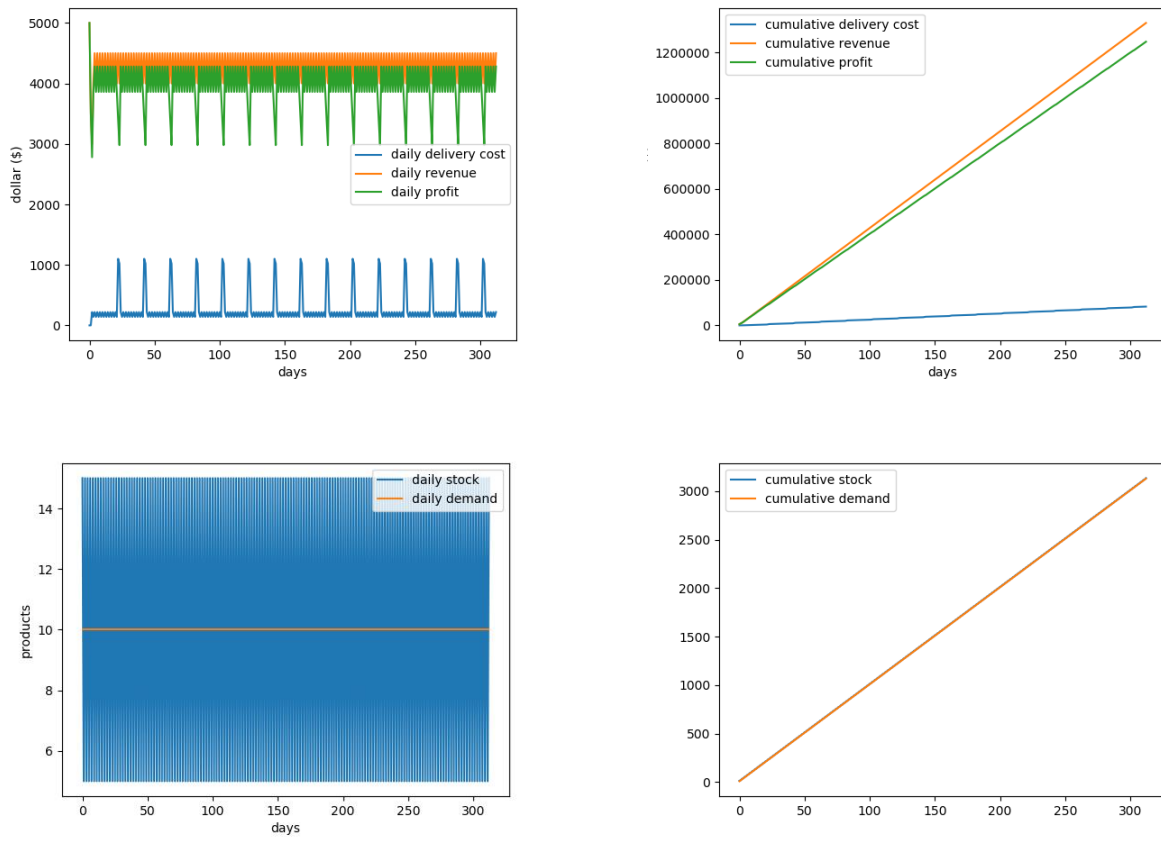 dollar ($)
5000
4000
3000
2000
1000
0
daily delivery cost
daily revenue
daily profit
0 50 100 150 200 250 300
days
1200000
1000000
800000
600000
400000
200000
0
cumulative delivery cost
cumulative revenue
cumulative profit
0 50 100 150 200 250 300
days
products
14
12
10
8
6
daily stock
daily demand
0 50 100 150 200 250 300
days
3000
2500
2000
1500
1000
500
0
cumulative stock
cumulative demand
0 50 100 150 200 250 300